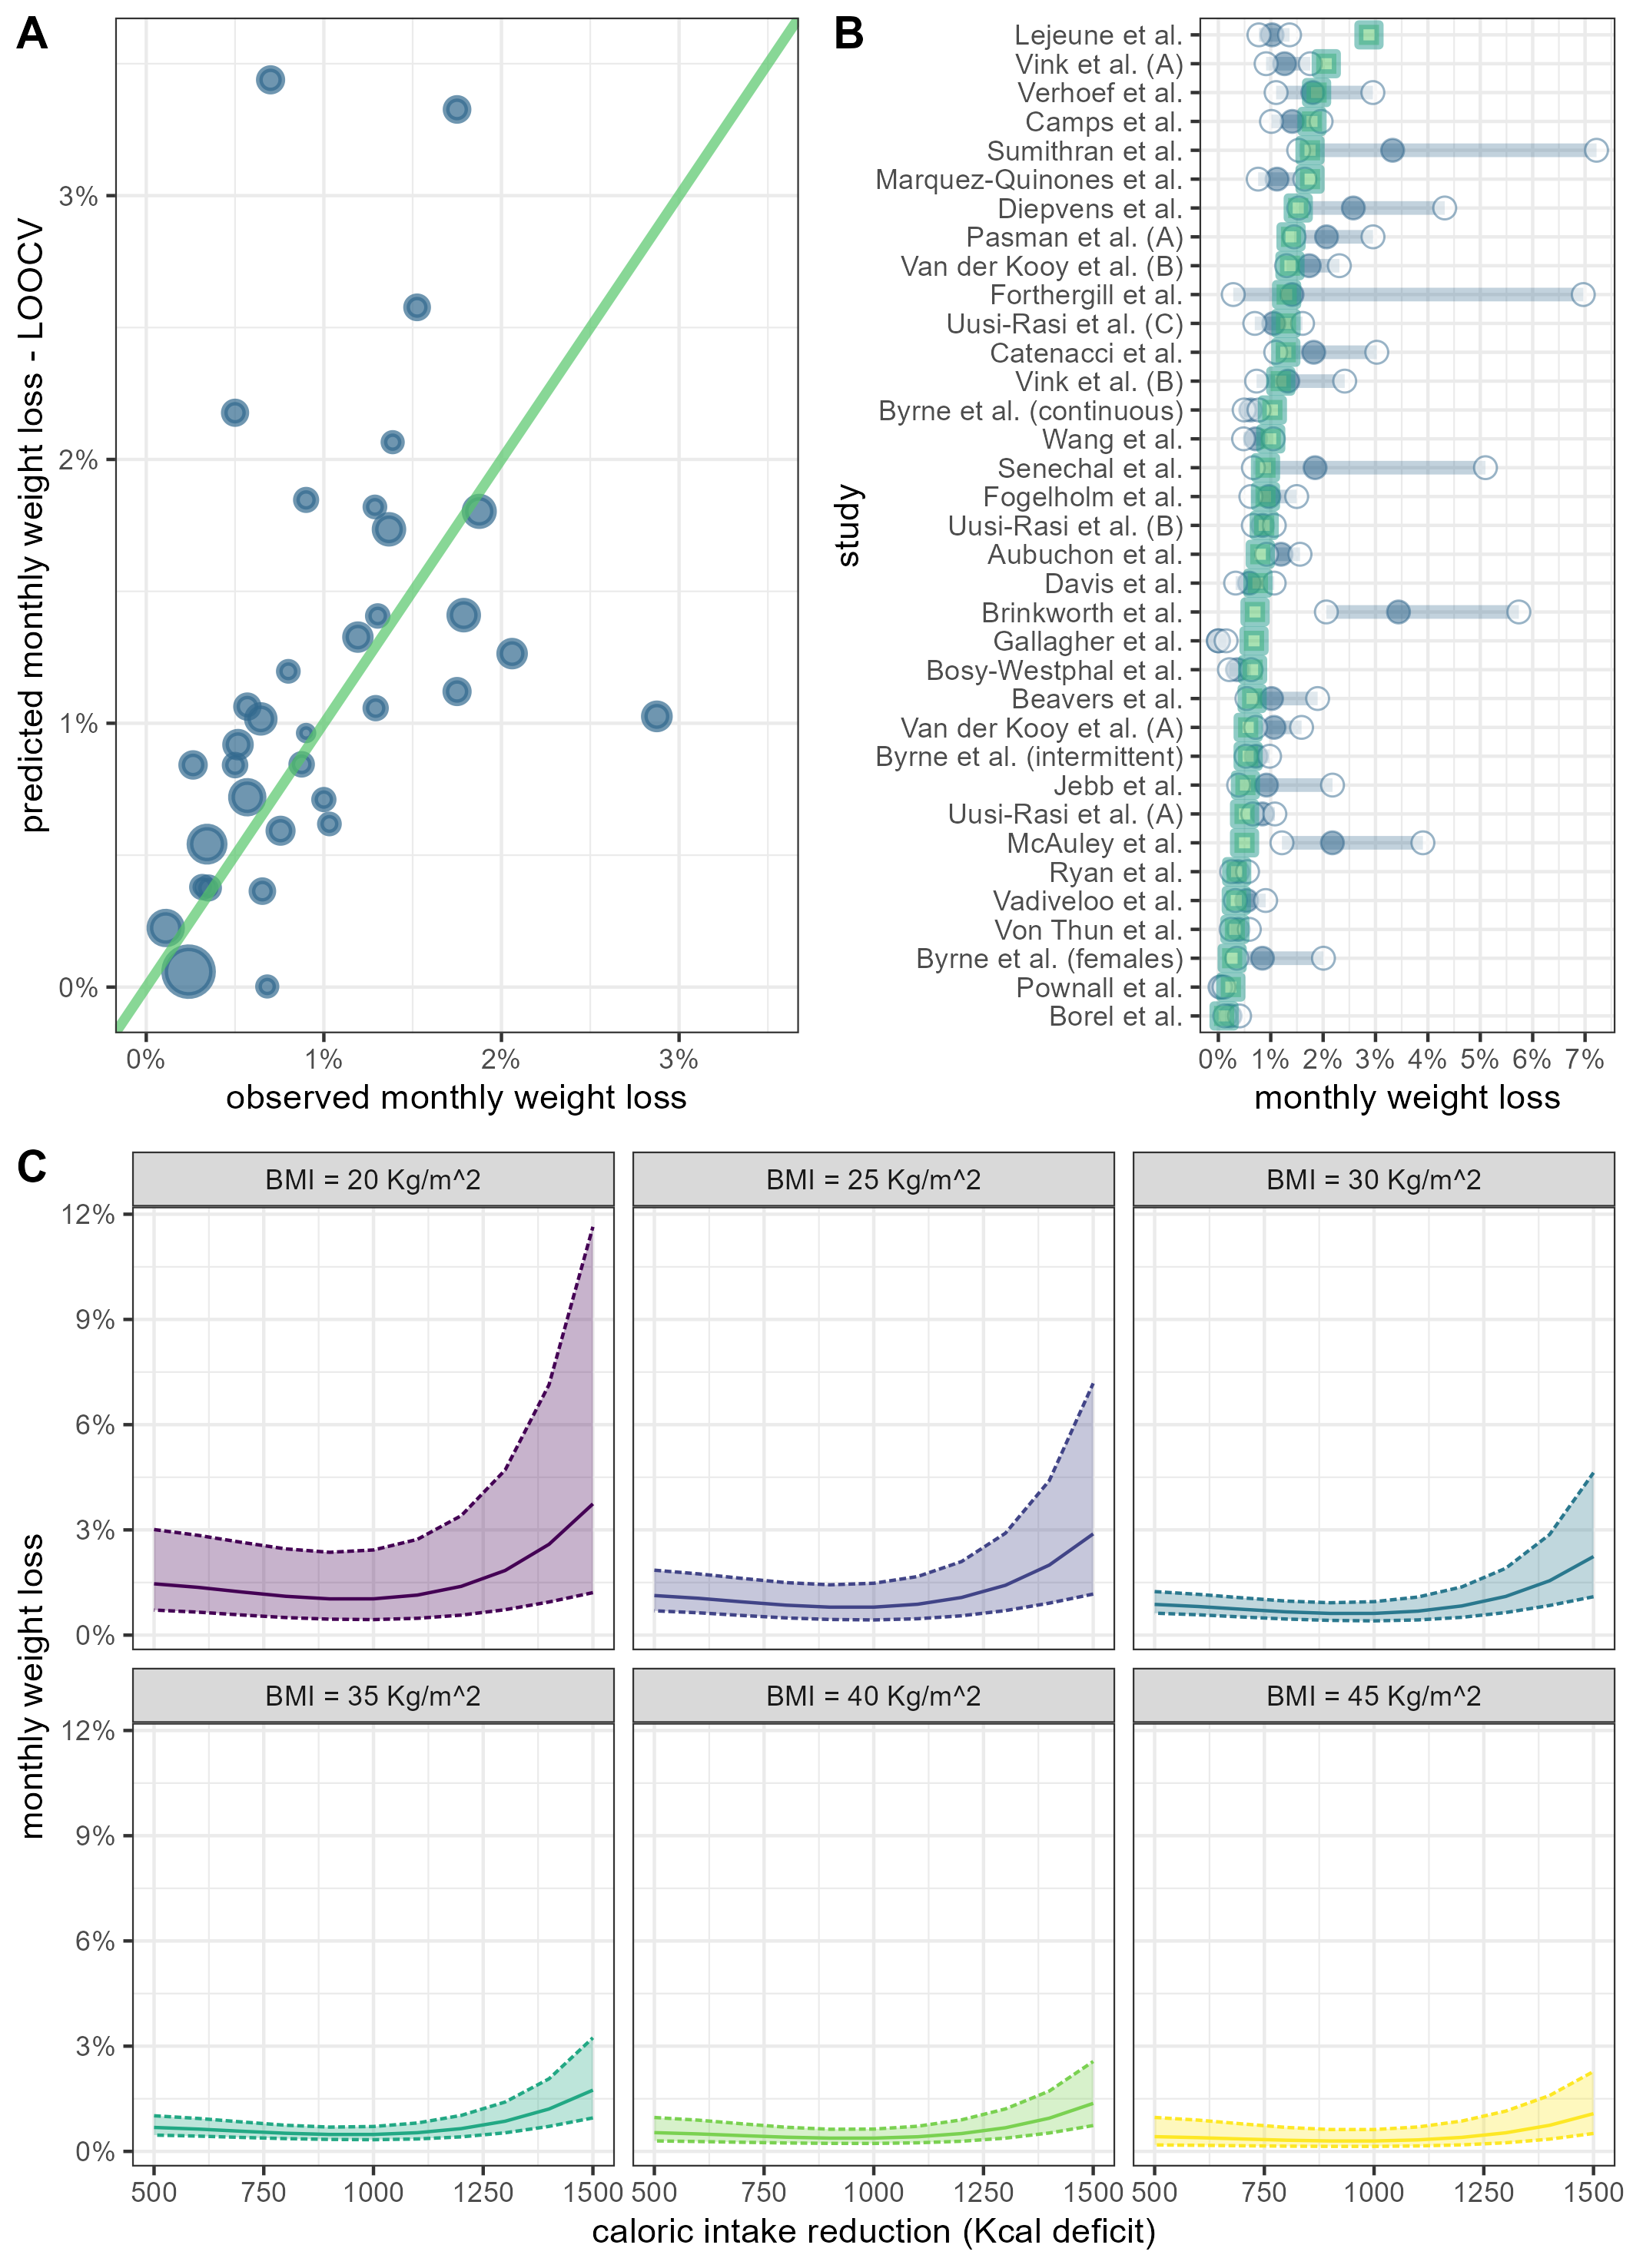 A
predicted monthly weight loss - LOOCV
3%
2%
1%
0%
0%
1%
2%
3%
observed monthly weight loss
B
study
Lejeune et al.
Vink et al. (A)
Verhoef et al.
Camps et al.
Sumithran et al.
Marquez-Quinones et al.
Diepvens et al.
Pasman et al. (A)
Van der Kooy et al. (B)
Forthergill et al.
Uusi-Rasi et al. (C)
Catenacci et al.
Vink et al. (B)
Byrne et al. (continuous)
Wang et al.
Senechal et al.
Fogelholm et al.
Uusi-Rasi et al. (B)
Aubuchon et al.
Davis et al.
Brinkworth et al.
Gallagher et al.
Bosy-Westphal et al.
Beavers et al.
Van der Kooy et al. (A)
Byrne et al. (intermittent)
Jebb et al.
Uusi-Rasi et al. (A)
McAuley et al.
Ryan et al.
Vadiveloo et al.
Von Thun et al.
Byrne et al. (females)
Pownall et al.
Borel et al.
0% 1% 2% 3% 4% 5% 6% 7%
monthly weight loss
C
monthly weight loss
BMI = 20 Kg/m^2
BMI = 25 Kg/m^2
BMI = 30 Kg/m^2
12%
9%
6%
3%
0%
BMI = 35 Kg/m^2
BMI = 40 Kg/m^2
BMI = 45 Kg/m^2
12%
9%
6%
3%
0%
500 750 1000 1250 1500
500 750 1000 1250 1500
500 750 1000 1250 1500
caloric intake reduction (Kcal deficit)